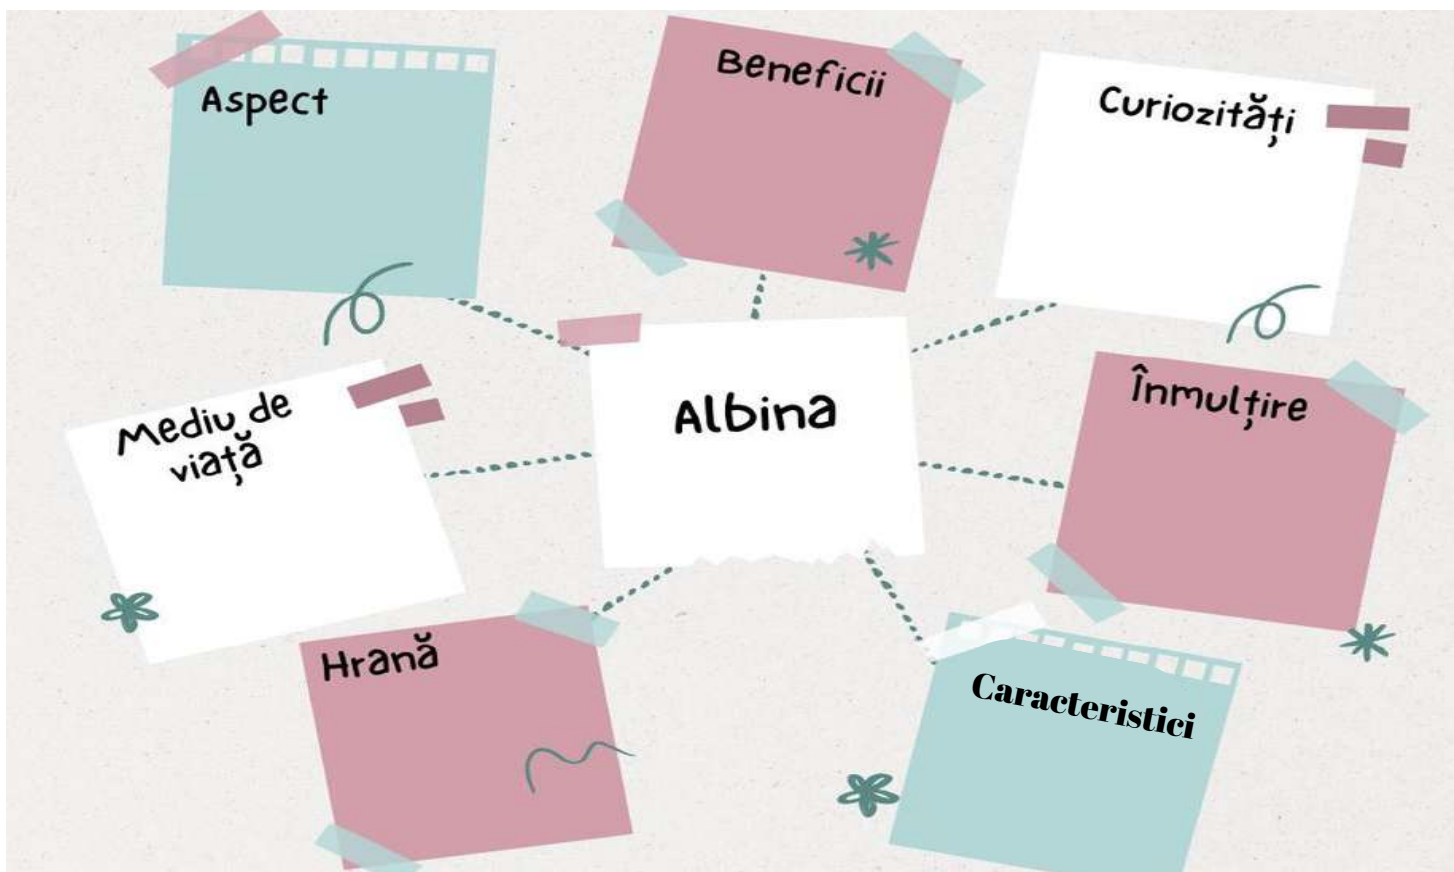 Aspect
Beneficii
Curiozități
Mediu de
viață
Albina
Înmulțire
Hrană
Caracteristici